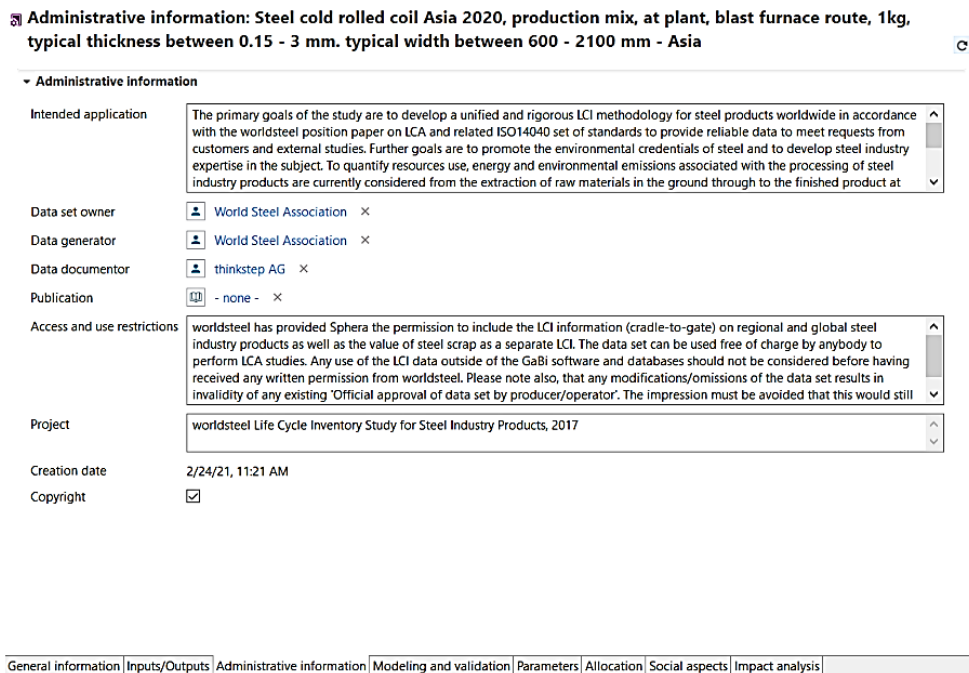 Administrative information: Steel cold rolled coil Asia 2020, production mix, at plant, blast furnace route, 1kg,
typical thickness between 0.15 - 3 mm. typical width between 600 - 2100 mm - Asia
Administrative information
Intended application
The primary goals of the study are to develop a unified and rigorous LCI methodology for steel products worldwide in accordance
with the worldsteel position paper on LCA and related ISO14040 set of standards to provide reliable data to meet requests from
customers and external studies. Further goals are to promote the environmental credentials of steel and to develop steel industry
expertise in the subject. To quantify resources use, energy and environmental emissions associated with the processing of steel
industry products are currently considered from the extraction of raw materials in the ground through to the finished product at
Data set owner World Steel Association
Data generator World Steel Association
Data documentor thinkstep AG
Publication - none -
Access and use restrictions
worldsteel has provided Sphera the permission to include the LCI information (cradle-to-gate) on regional and global steel
industry products as well as the value of steel scrap as a separate LCI. The data set can be used free of charge by anybody to
perform LCA studies. Any use of the LCI data outside of the GaBi software and databases should not be considered before having
received any written permission from worldsteel. Please note also, that any modifications/omissions of the data set results in
invalidity of any existing 'Official approval of data set by producer/operator'. The impression must be avoided that this would still
Project worldsteel Life Cycle Inventory Study for Steel Industry Products, 2017
Creation date 2/24/21, 11:21 AM
Copyright
General information Inputs/Outputs Administrative information Modeling and validation Parameters Allocation Social aspects Impact analysis